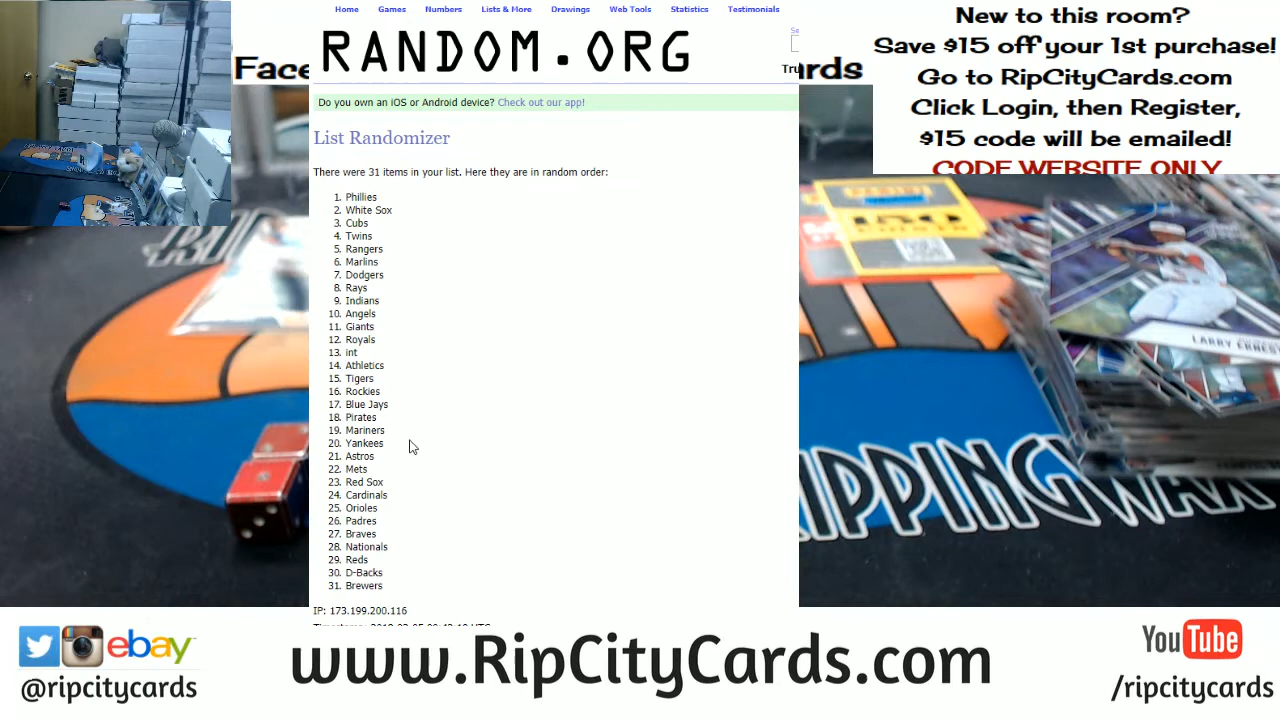 Home Games Numbers Lists & More Drawings Web Tools Statistics Testimonials
RANDOM.ORG
Se
Tru
Face
ards
Do you own an iOS or Android device? Check out our app!
List Randomizer
There were 31 items in your list. Here they are in random order:
1. Phillies
2. White Sox
3. Cubs
4. Twins
5. Rangers
6. Marlins
7. Dodgers
8. Rays
9. Indians
10. Angels
11. Giants
12. Royals
13. int
14. Athletics
15. Tigers
16. Rockies
17. Blue Jays
18. Pirates
19. Mariners
20. Yankees
21. Astros
22. Mets
23. Red Sox
24. Cardinals
25. Orioles
26. Padres
27. Braves
28. Nationals
29. Reds
30. D-Backs
31. Brewers
IP: 173.199.200.116
New to this room?
Save $15 off your 1st purchase!
Go to RipCityCards.com
Click Login, then Register,
$15 code will be emailed!
CODE WEBSITE ONLY
PANINI
LARRY ERNES
IPPINGWAX
ebay
@ripcitycards
www.RipCityCards.com
YouTube
/ripcitycards